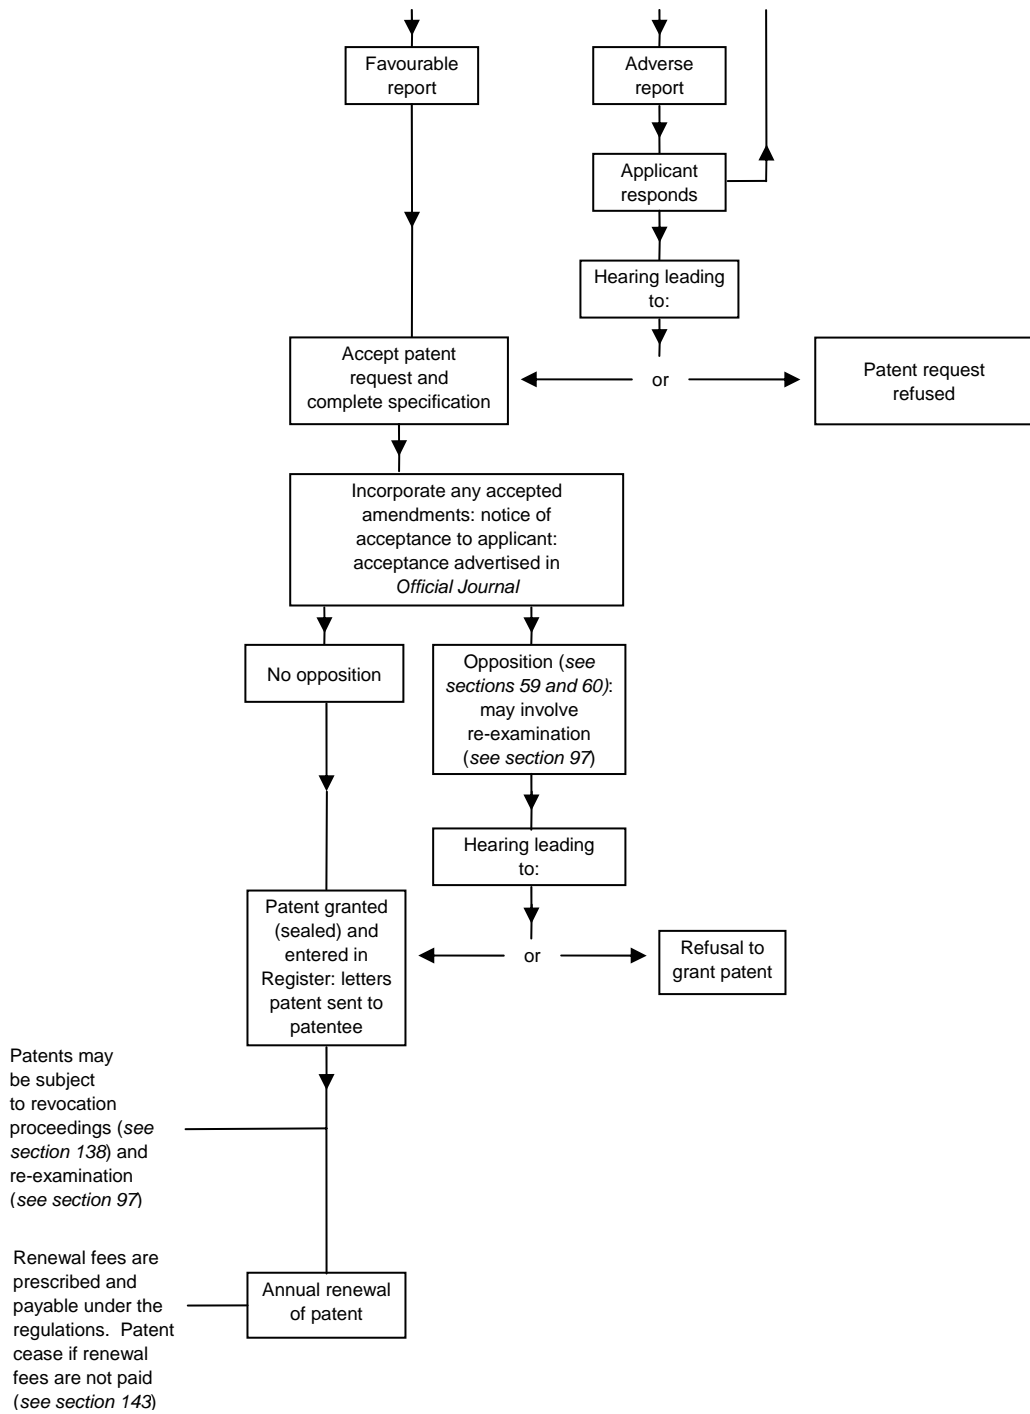 Favourable
report
Adverse
report
Applicant
responds
Hearing leading
to:
Accept patent
request and
complete specification
or
Patent request
refused
Incorporate any accepted
amendments: notice of
acceptance to applicant:
acceptance advertised in
Official Journal
No opposition
Opposition (see
sections 59 and 60):
may involve
re-examination
(see section 97)
Hearing leading
to:
Patent granted
(sealed) and
entered in
Register: letters
patent sent to
patentee
or
Refusal to
grant patent
Patents may
be subject
to revocation
proceedings (see
section 138) and
re-examination
(see section 97)
Renewal fees are
prescribed and
payable under the
regulations.  Patent
cease if renewal
fees are not paid
(see section 143)
Annual renewal
of patent